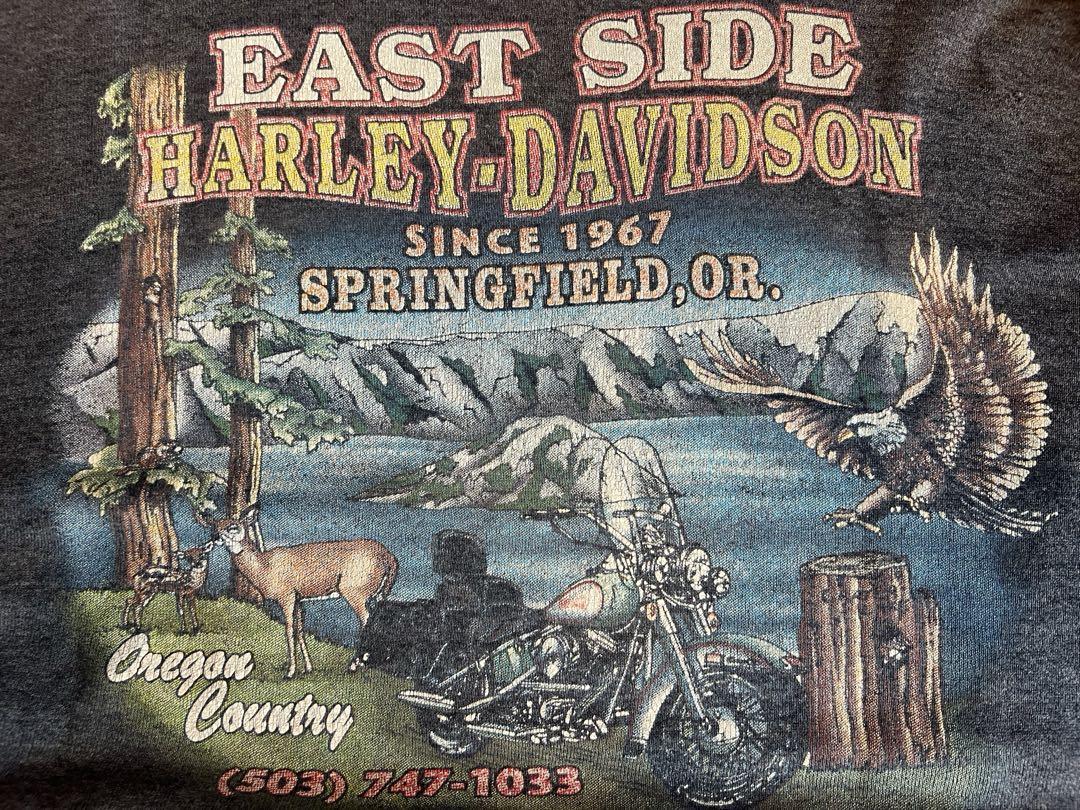 EAST SIDE
HARLEY-DAVIDSON
SINCE 1967
SPRINGFIELD, OR.
Oregon
Country
(503) 747-1033